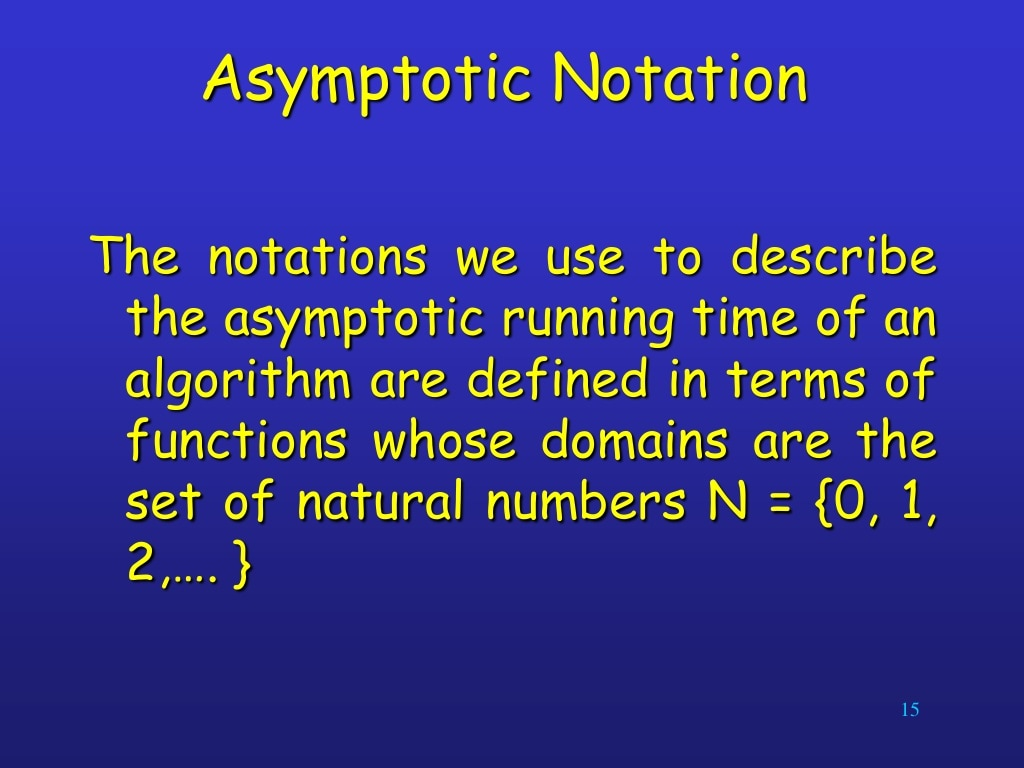 Asymptotic Notation
The notations we use to describe
the asymptotic running time of an
algorithm are defined in terms of
functions whose domains are the
set of natural numbers N = {0, 1,
2,…. }
15